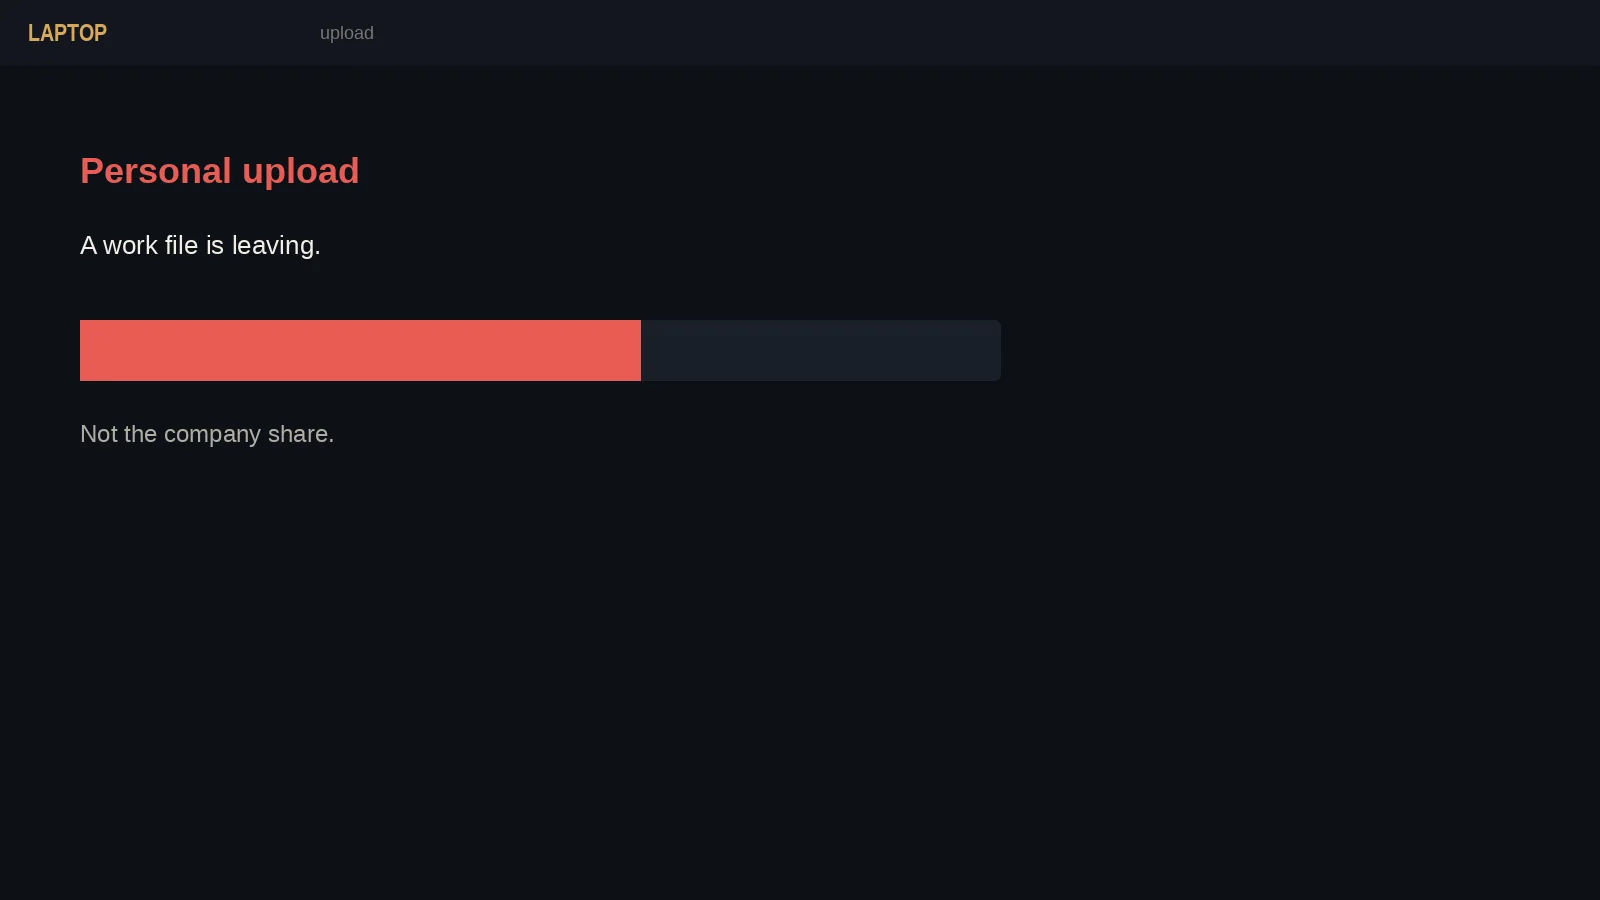 LAPTOP
upload
Personal upload
A work file is leaving.
Not the company share.